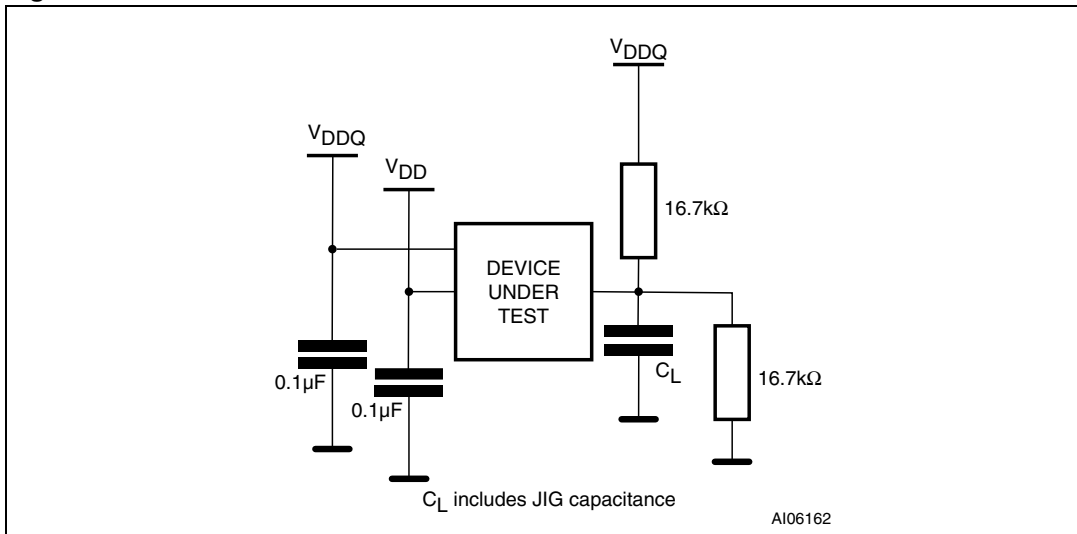 VDDQ
VDDQ
VDD
16.7kΩ
DEVICE
UNDER
TEST
0.1µF
0.1µF
CL
16.7kΩ
CL includes JIG capacitance
AI06162